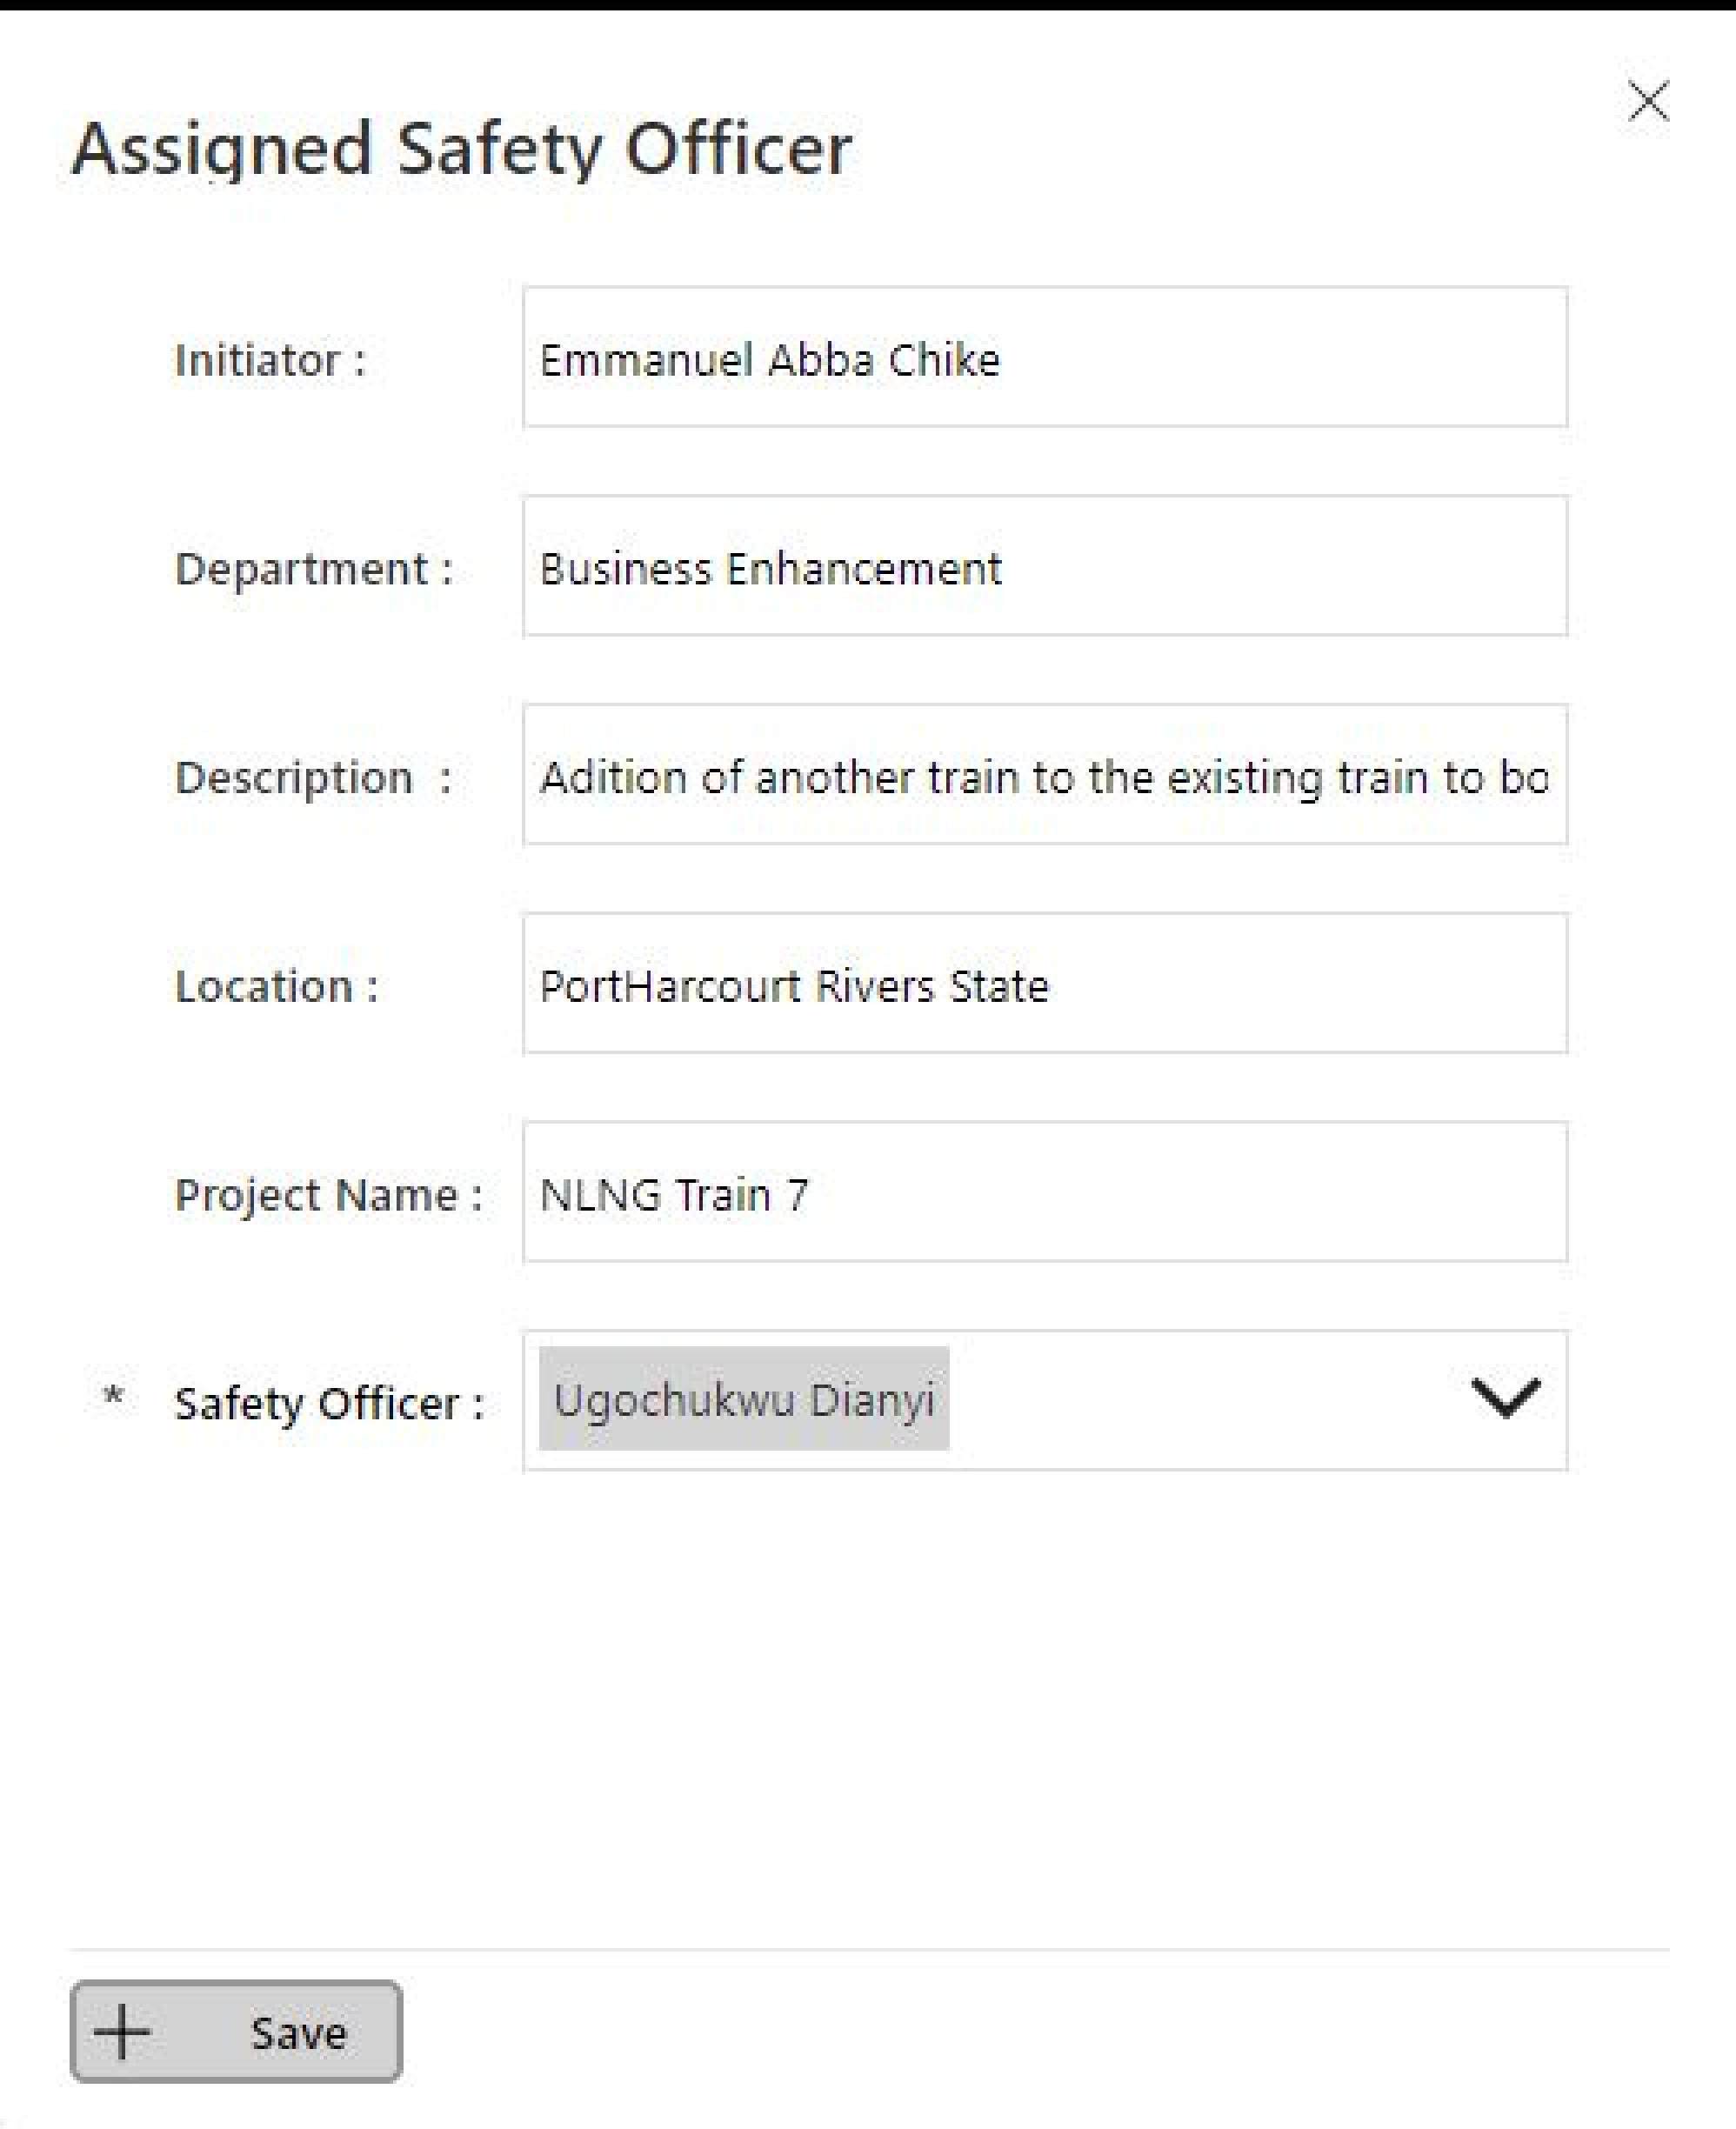 Assigned Safety Officer
Initiator : Emmanuel Abba Chike
Department : Business Enhancement
Description : Adition of another train to the existing train to bo
Location : PortHarcourt Rivers State
Project Name : NLNG Train 7
* Safety Officer : Ugochukwu Dianyi
Save